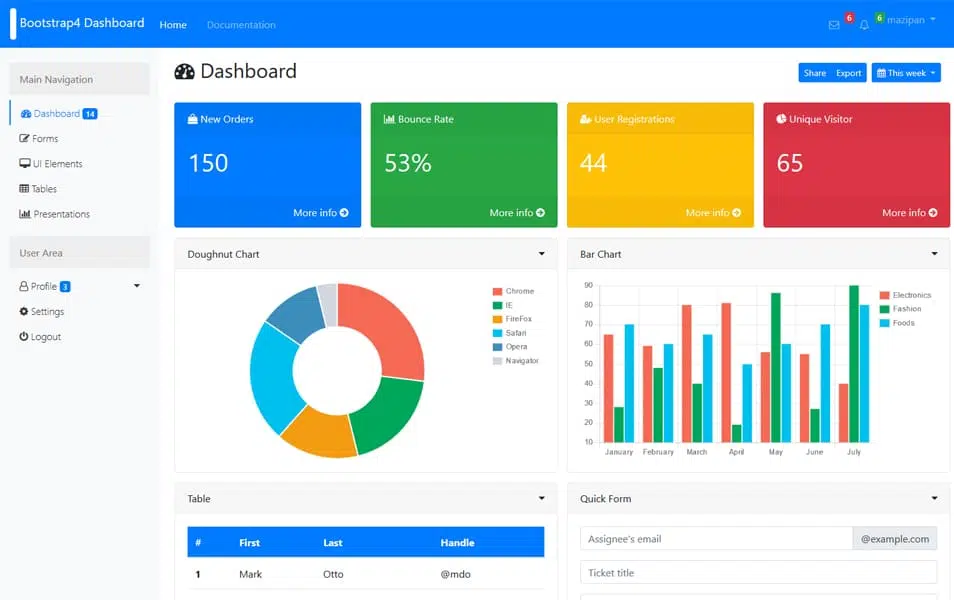 Bootstrap4 Dashboard
Home
Documentation
6
6
mazipan
Main Navigation
Dashboard 14
Forms
UI Elements
Tables
Presentations
User Area
Profile 3
Settings
Logout
Dashboard
Share
Export
This week
New Orders
150
More info
Bounce Rate
53%
More info
User Registrations
44
More info
Unique Visitor
65
More info
Doughnut Chart
Chrome
IE
FireFox
Safari
Opera
Navigator
Bar Chart
90
80
70
60
50
40
30
20
10
January February March April May June July
Electronics
Fashion
Foods
Table
# First Last Handle
1 Mark Otto @mdo
Quick Form
Assignee's email @example.com
Ticket title